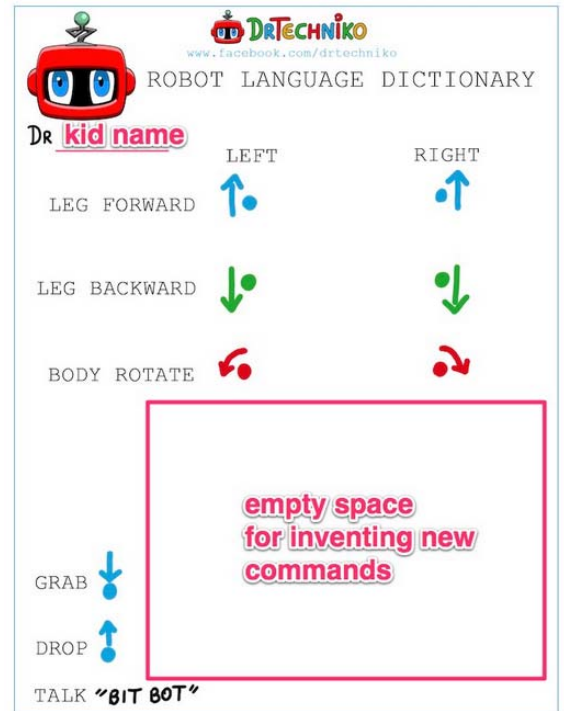 DRTECHNIKO
www.facebook.com/drtechniko
ROBOT LANGUAGE DICTIONARY
DR kid name
LEFT RIGHT
LEG FORWARD
LEG BACKWARD
BODY ROTATE
empty space
for inventing new
commands
GRAB
DROP
TALK "BIT BOT"